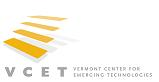 VCET
VERMONT CENTER FOR
EMERGING TECHNOLOGIES